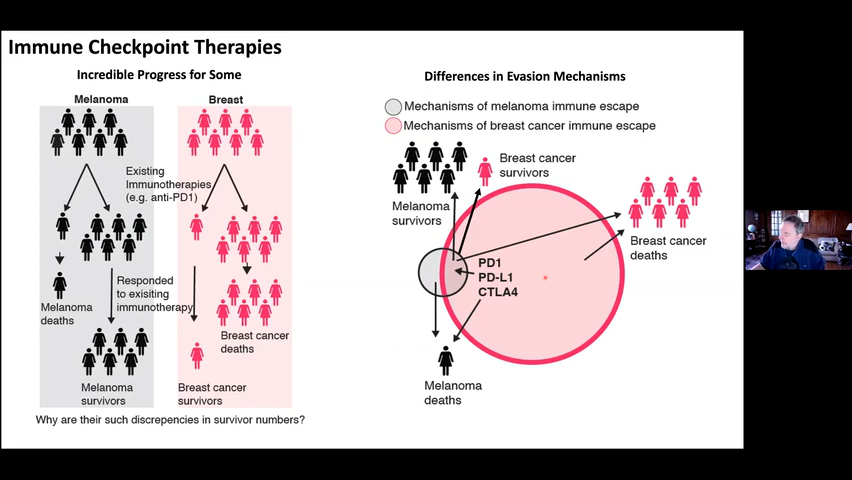 Immune Checkpoint Therapies
Incredible Progress for Some
Melanoma
Breast
Existing
Immunotherapies
(e.g. anti-PD1)
Melanoma
deaths
Responded
to exisiting
immunotherapy
Breast cancer
deaths
Melanoma
survivors
Breast cancer
survivors
Why are their such discrepencies in survivor numbers?
Differences in Evasion Mechanisms
Mechanisms of melanoma immune escape
Mechanisms of breast cancer immune escape
Breast cancer
survivors
Melanoma
survivors
Breast cancer
deaths
PD1
PD-L1
CTLA4
Melanoma
deaths